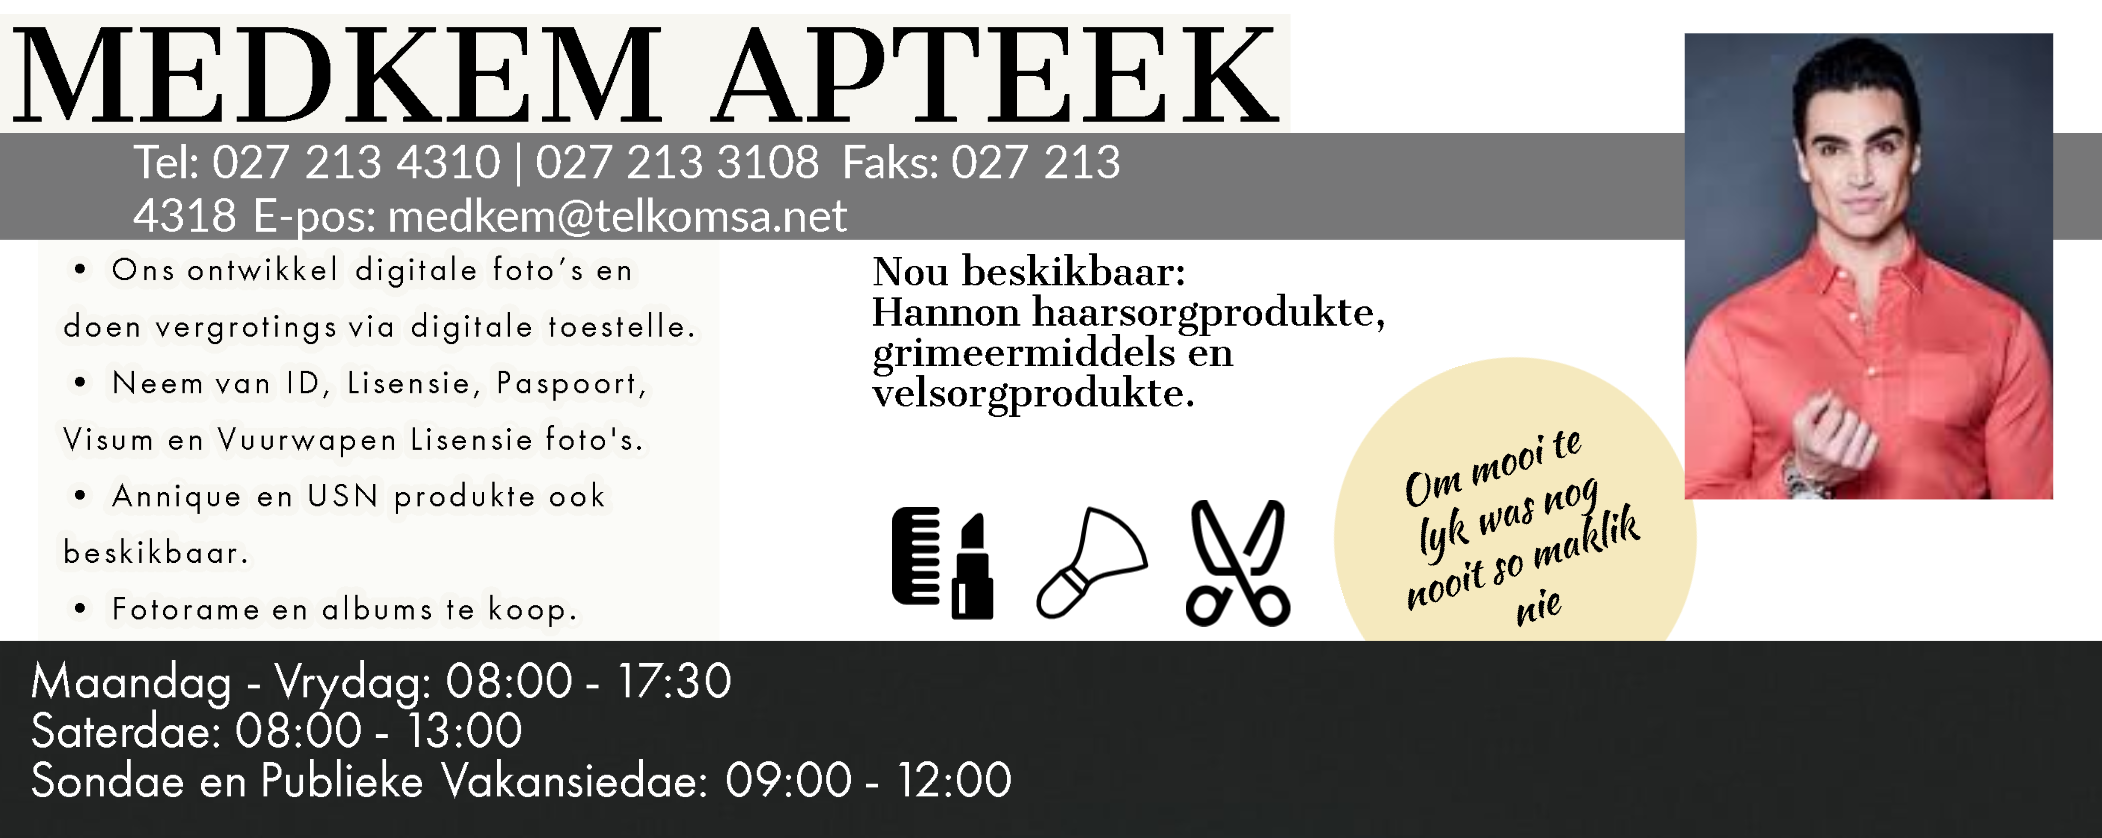 MEDKEM APTEEK
Tel: 027 213 4310 | 027 213 3108 Faks: 027 213
4318 E-pos: medkem@telkomsa.net
• Ons ontwikkel digitale foto’s en
doen vergrotings via digitale toestelle.
• Neem van ID, Lisensie, Paspoort,
Visum en Vuurwapen Lisensie foto's.
• Annique en USN produkte ook
beskikbaar.
• Fotorame en albums te koop.
Nou beskikbaar:
Hannon haarsorgprodukte,
grimeermiddels en
velsorgprodukte.
Om mooi te
lyk was nog
nooit so maklik
nie
Maandag - Vrydag: 08:00 - 17:30
Saterdae: 08:00 - 13:00
Sondae en Publieke Vakansiedae: 09:00 - 12:00